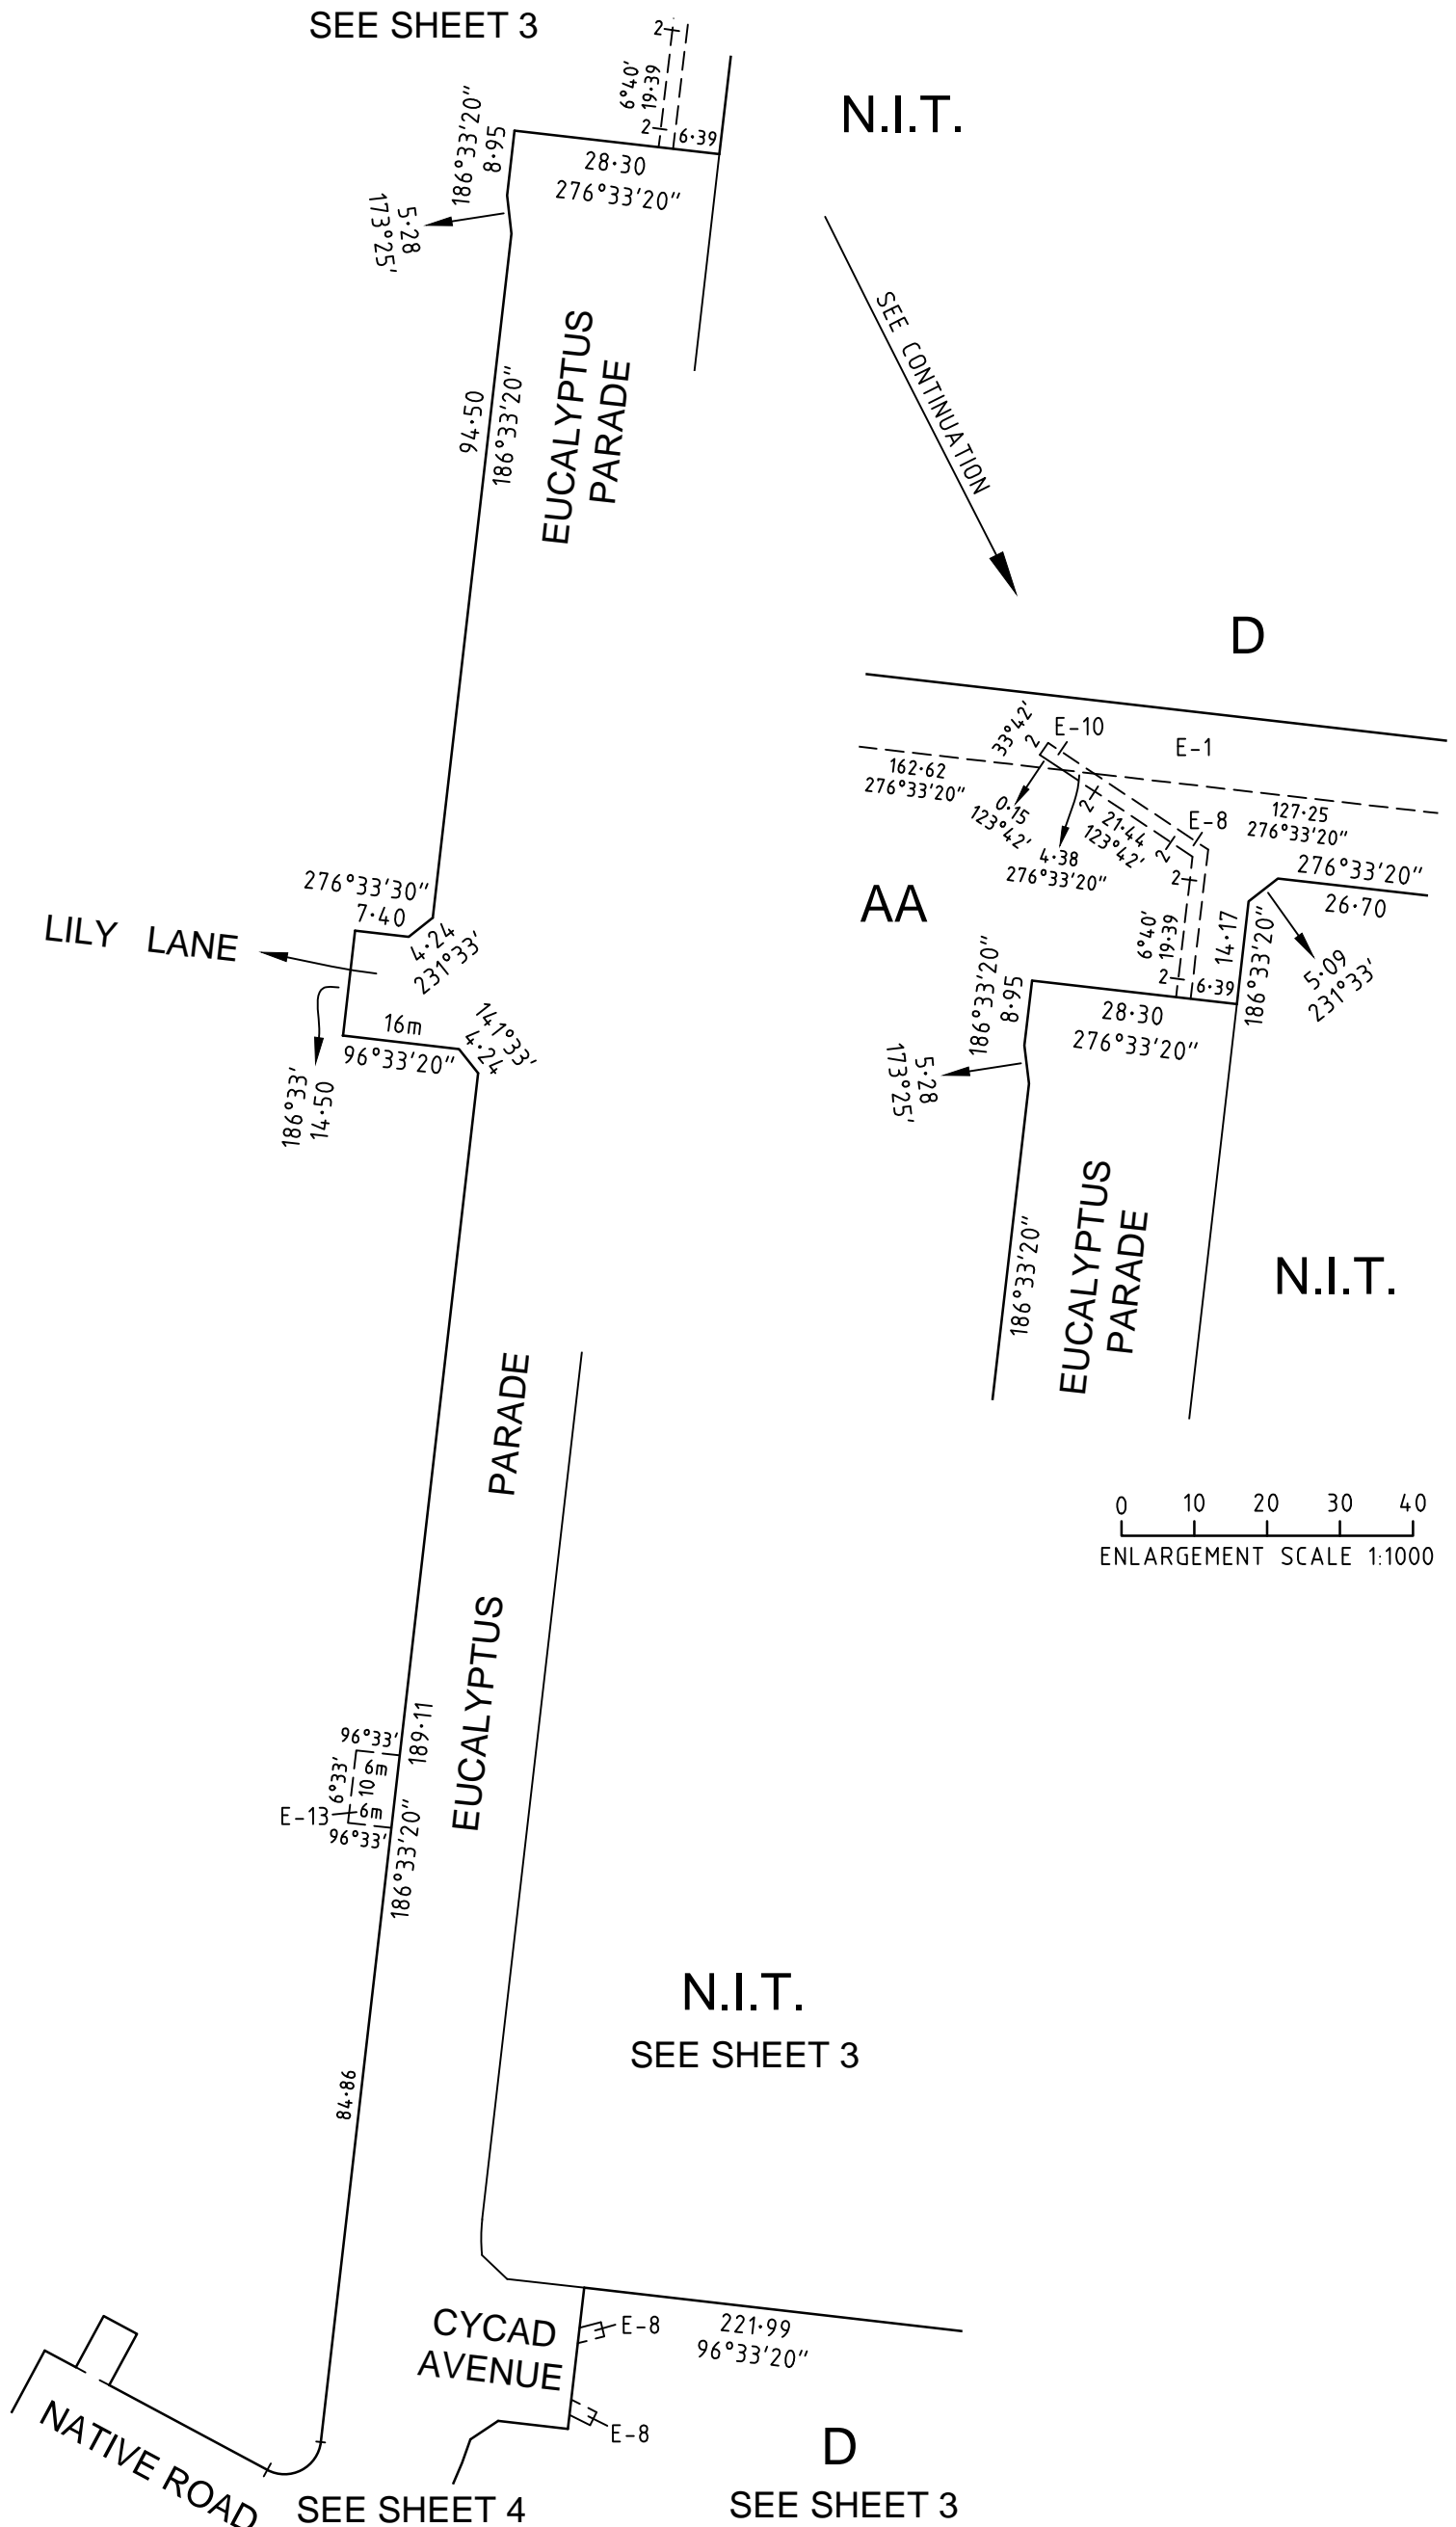 SEE SHEET 3
2
6°40'
19·39
2
6·39
N.I.T.
186°33'20"
8·95
28·30
276°33'20"
5·28
173°25'
SEE CONTINUATION
EUCALYPTUS
PARADE
94·50
186°33'20"
D
33°42'
2
E-10
E-1
162·62
276°33'20"
0·15
123°42'
2
21·44
123°42'
2
E-8
127·25
276°33'20"
4·38
276°33'20"
276°33'20"
26·70
2
6°40'
19·39
2
6·39
14·17
186°33'20"
5·09
231°33'
AA
276°33'30"
7·40
4·24
231°33'
LILY LANE
186°33'20"
8·95
28·30
276°33'20"
5·28
173°25'
16m
96°33'20"
141°33'
4·24
186°33'
14·50
186°33'20"
EUCALYPTUS
PARADE
N.I.T.
PARADE
EUCALYPTUS
0 10 20 30 40
ENLARGEMENT SCALE 1:1000
96°33'
6m
6°33'
10
E-13
6m
96°33'
189·11
186°33'20"
N.I.T.
SEE SHEET 3
84·86
CYCAD
AVENUE
E-8
221·99
96°33'20"
E-8
D
SEE SHEET 3
NATIVE ROAD
SEE SHEET 4